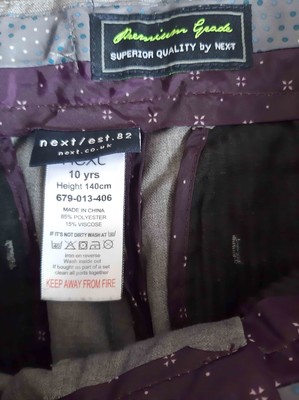 Premium Grade
SUPERIOR QUALITY by NEXT
next/est.82
next.co.uk
next
10 yrs
Height 140cm
679-013-406
MADE IN CHINA
85% POLYESTER
15% VISCOSE
IF IT'S NOT DIRTY WASH AT 30°
Iron on reverse
Wash inside out
If bought as part of a set
clean all parts together
KEEP AWAY FROM FIRE